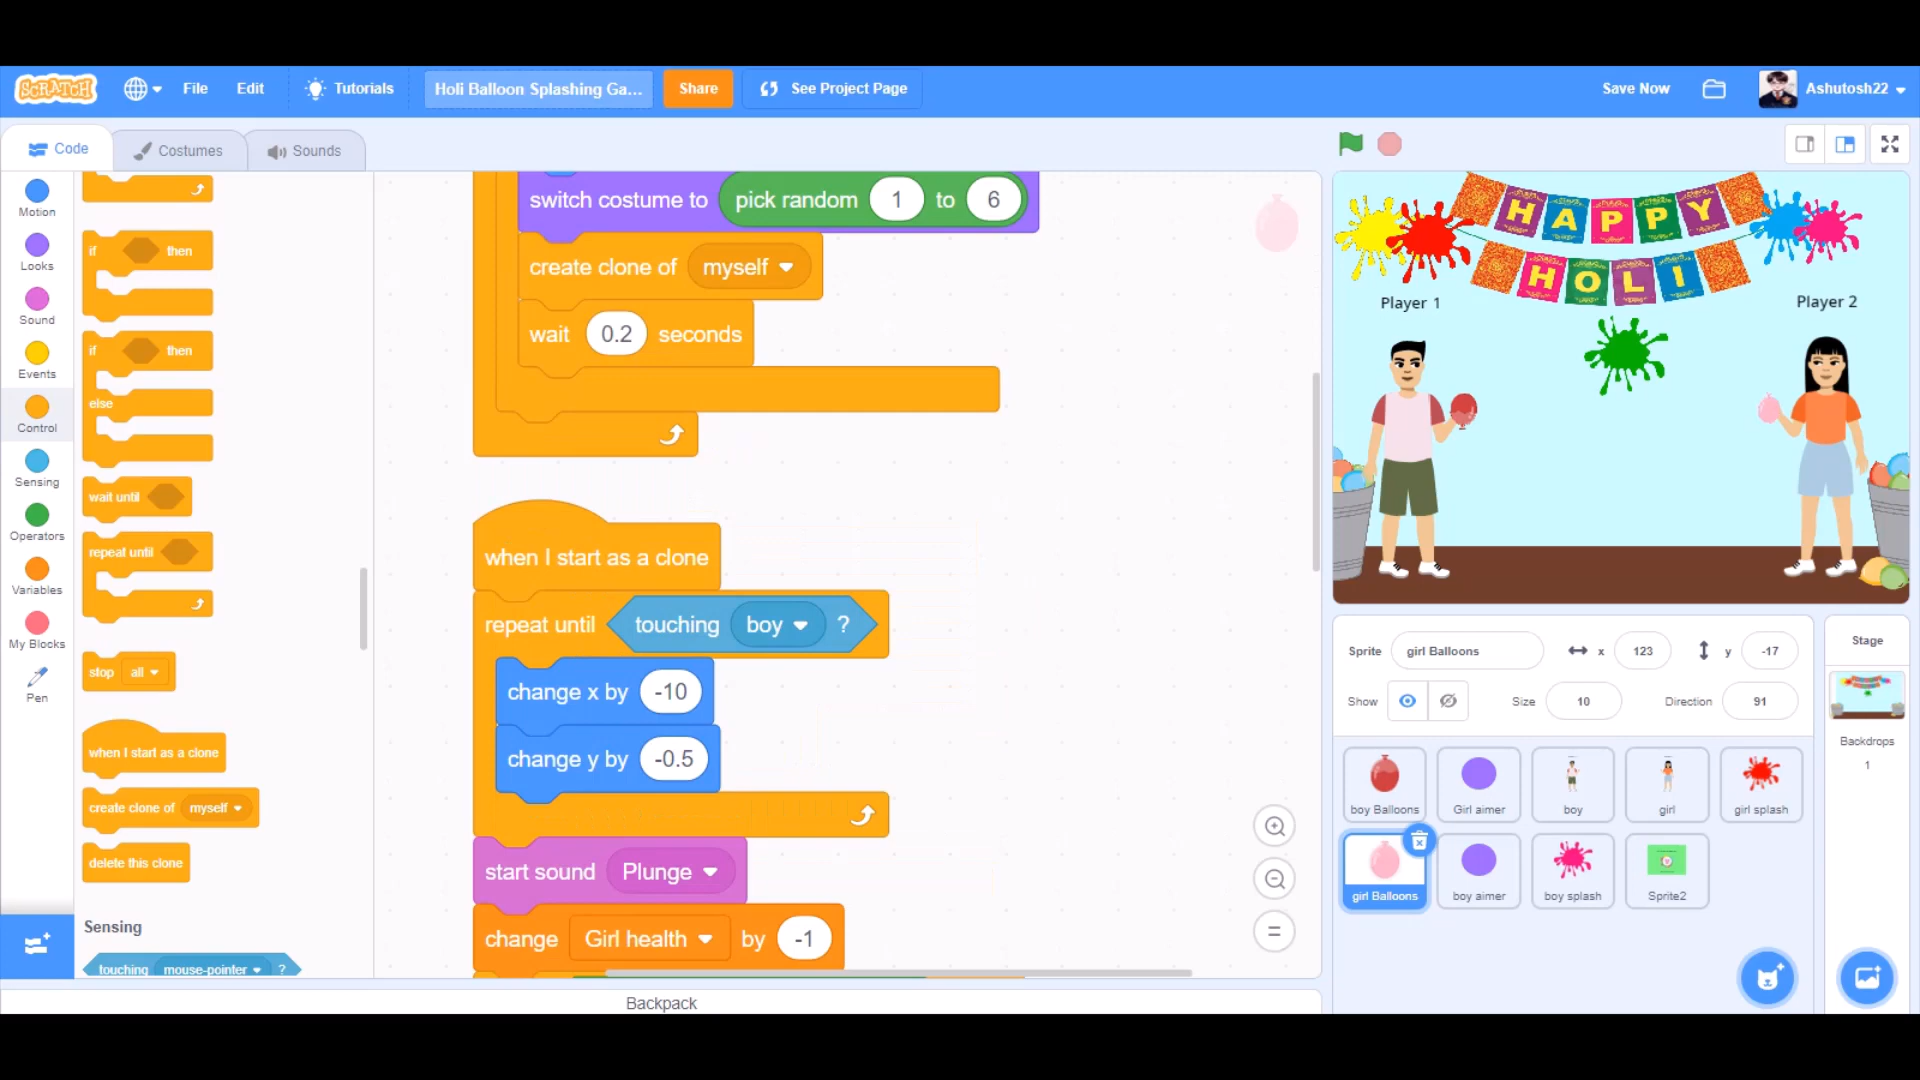 SCRATCH File Edit Tutorials Holi Balloon Splashing Ga... Share See Project Page Save Now Ashutosh22
Code Costumes Sounds
Motion
Looks
Sound
Events
Control
Sensing
Operators
Variables
My Blocks
Pen
if then
if then
else
wait until
repeat until
stop all
when I start as a clone
create clone of myself
delete this clone
Sensing
touching mouse-pointer ?
switch costume to pick random 1 to 6
create clone of myself
wait 0.2 seconds
when I start as a clone
repeat until touching boy ?
change x by -10
change y by -0.5
start sound Plunge
change Girl health by -1
Backpack
HAPPY
HOLI
Player 1 Player 2
Sprite girl Balloons x 123 y -17
Show Size 10 Direction 91
boy Balloons Girl aimer boy girl girl splash
girl Balloons boy aimer boy splash Sprite2
Stage
Backdrops
1